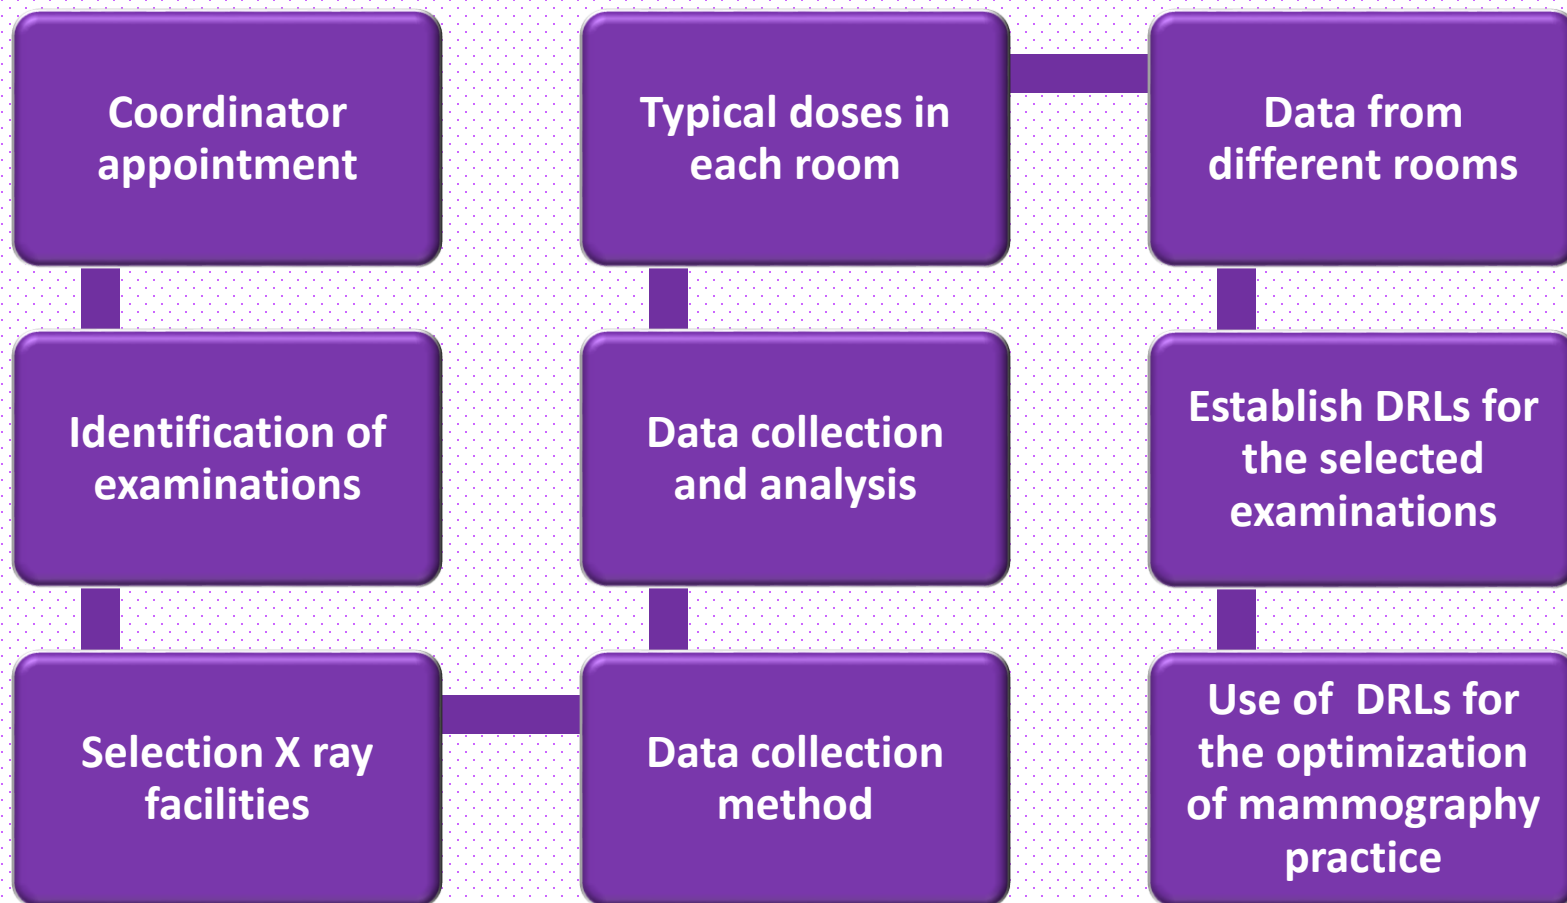 Coordinator
appointment
Identification of
examinations
Selection X ray
facilities
Data collection
method
Data collection
and analysis
Typical doses in
each room
Data from
different rooms
Establish DRLs for
the selected
examinations
Use of  DRLs for
the optimization
of mammography
practice